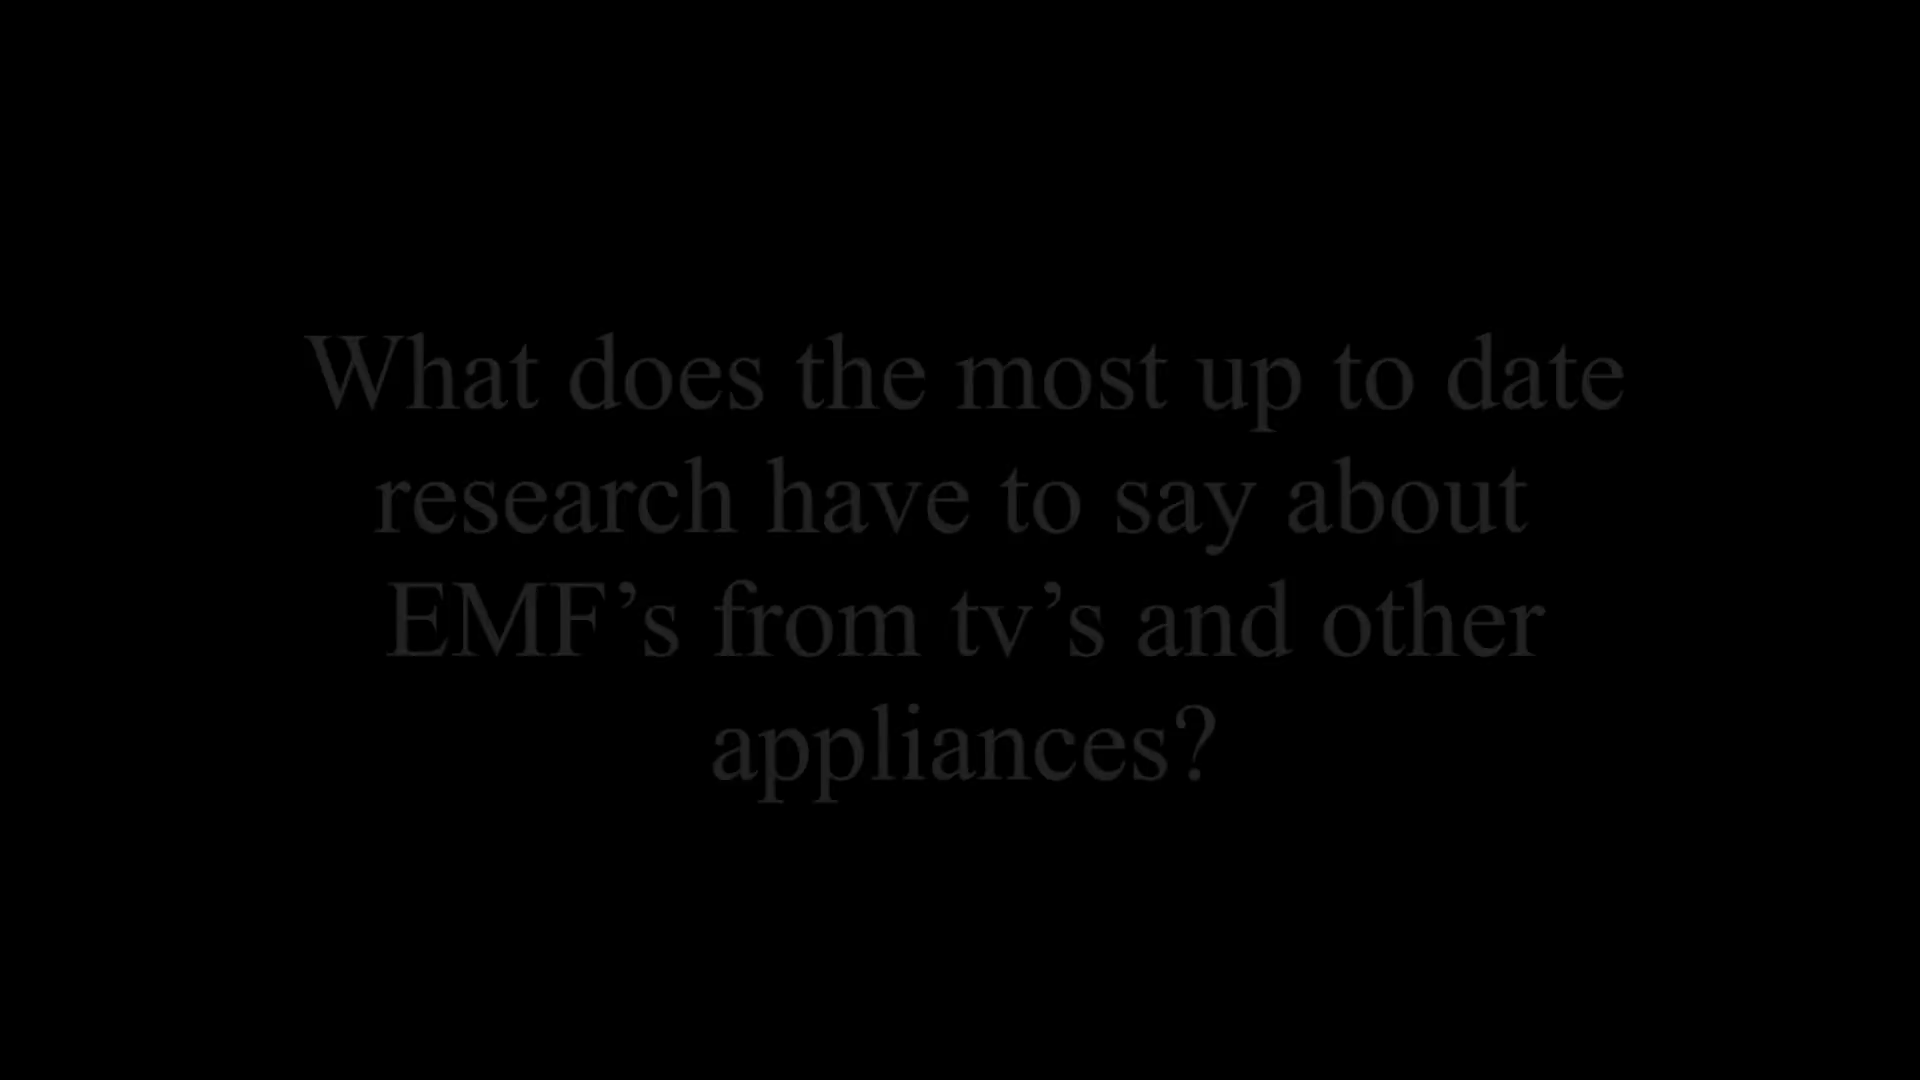 What does the most up to date
research have to say about
EMF’s from tv’s and other
appliances?